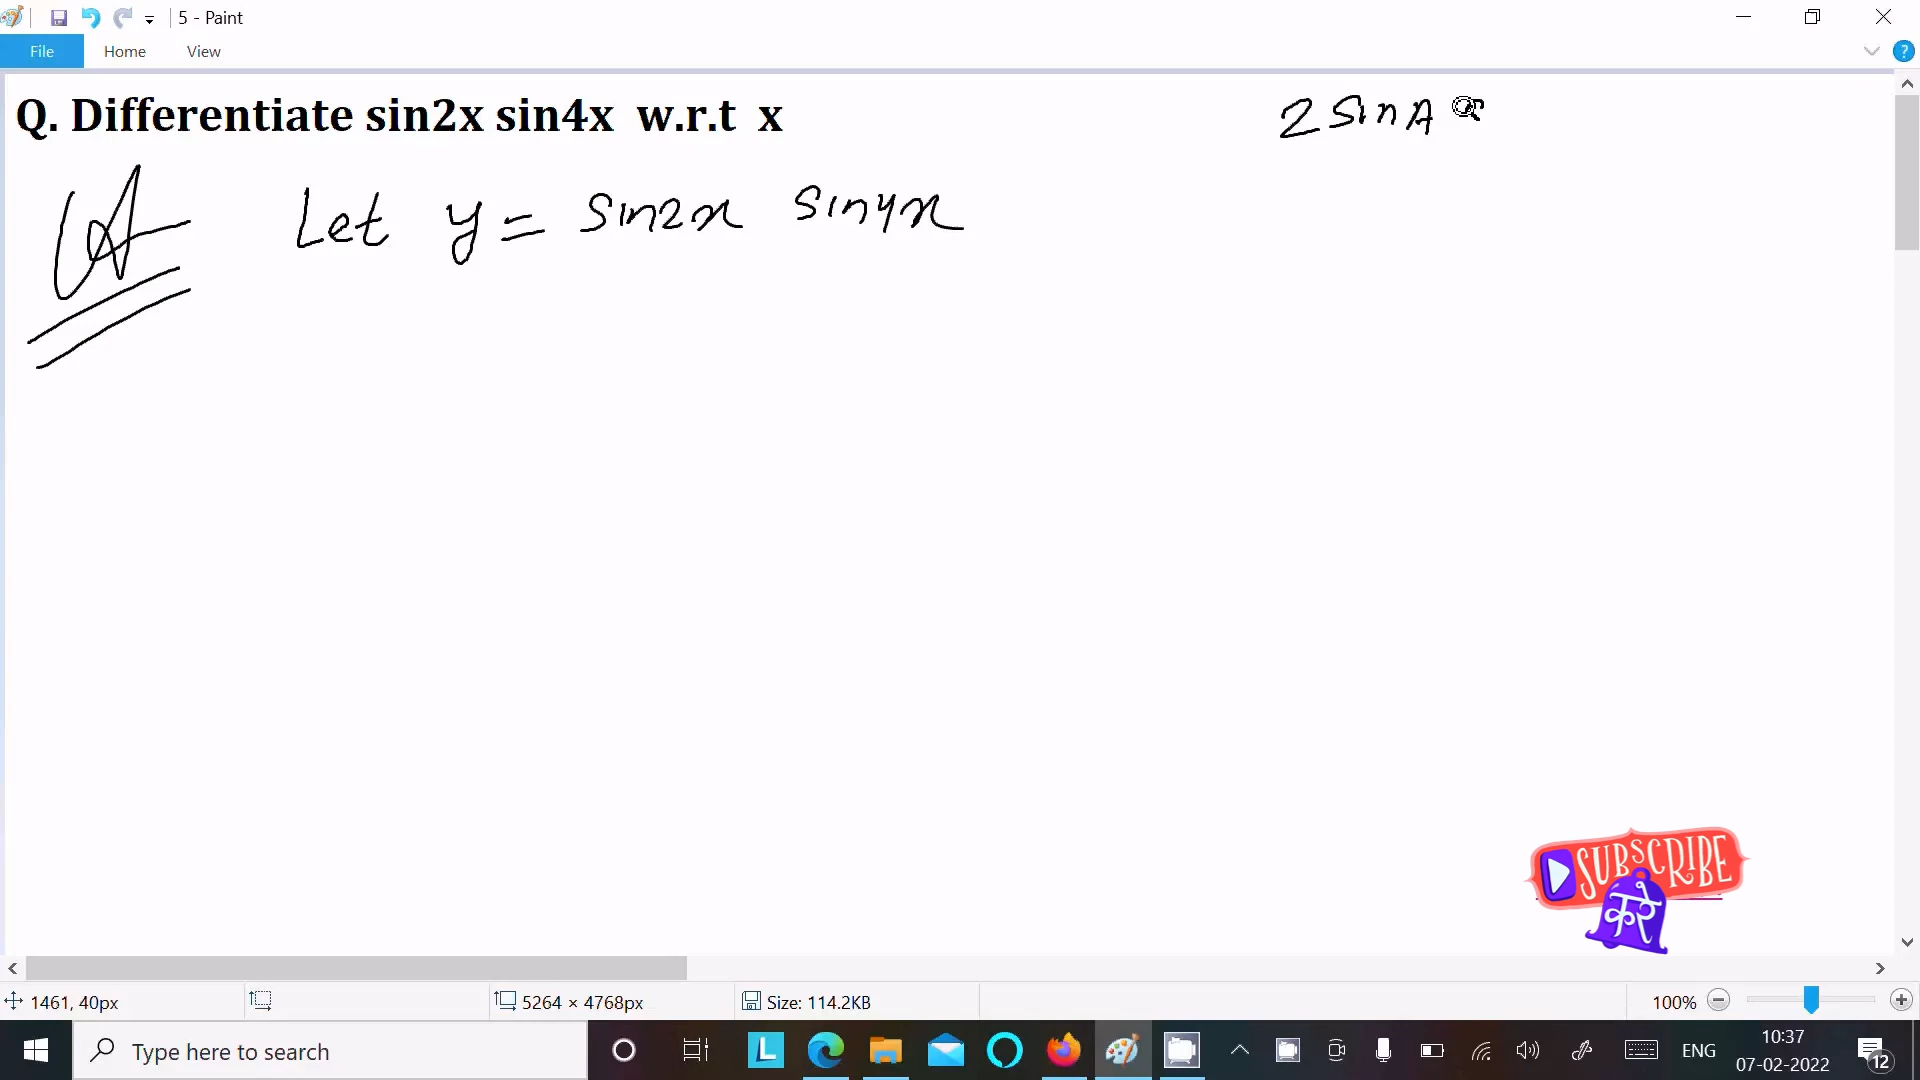 5 - Paint
File Home View
Q. Differentiate sin2x sin4x w.r.t x
2 sin A
Let y = sin2x sin4x
SUBSCRIBE
करे
1461, 40px
5264 × 4768px
Size: 114.2KB
100%
Type here to search
L
ENG
10:37
07-02-2022
12